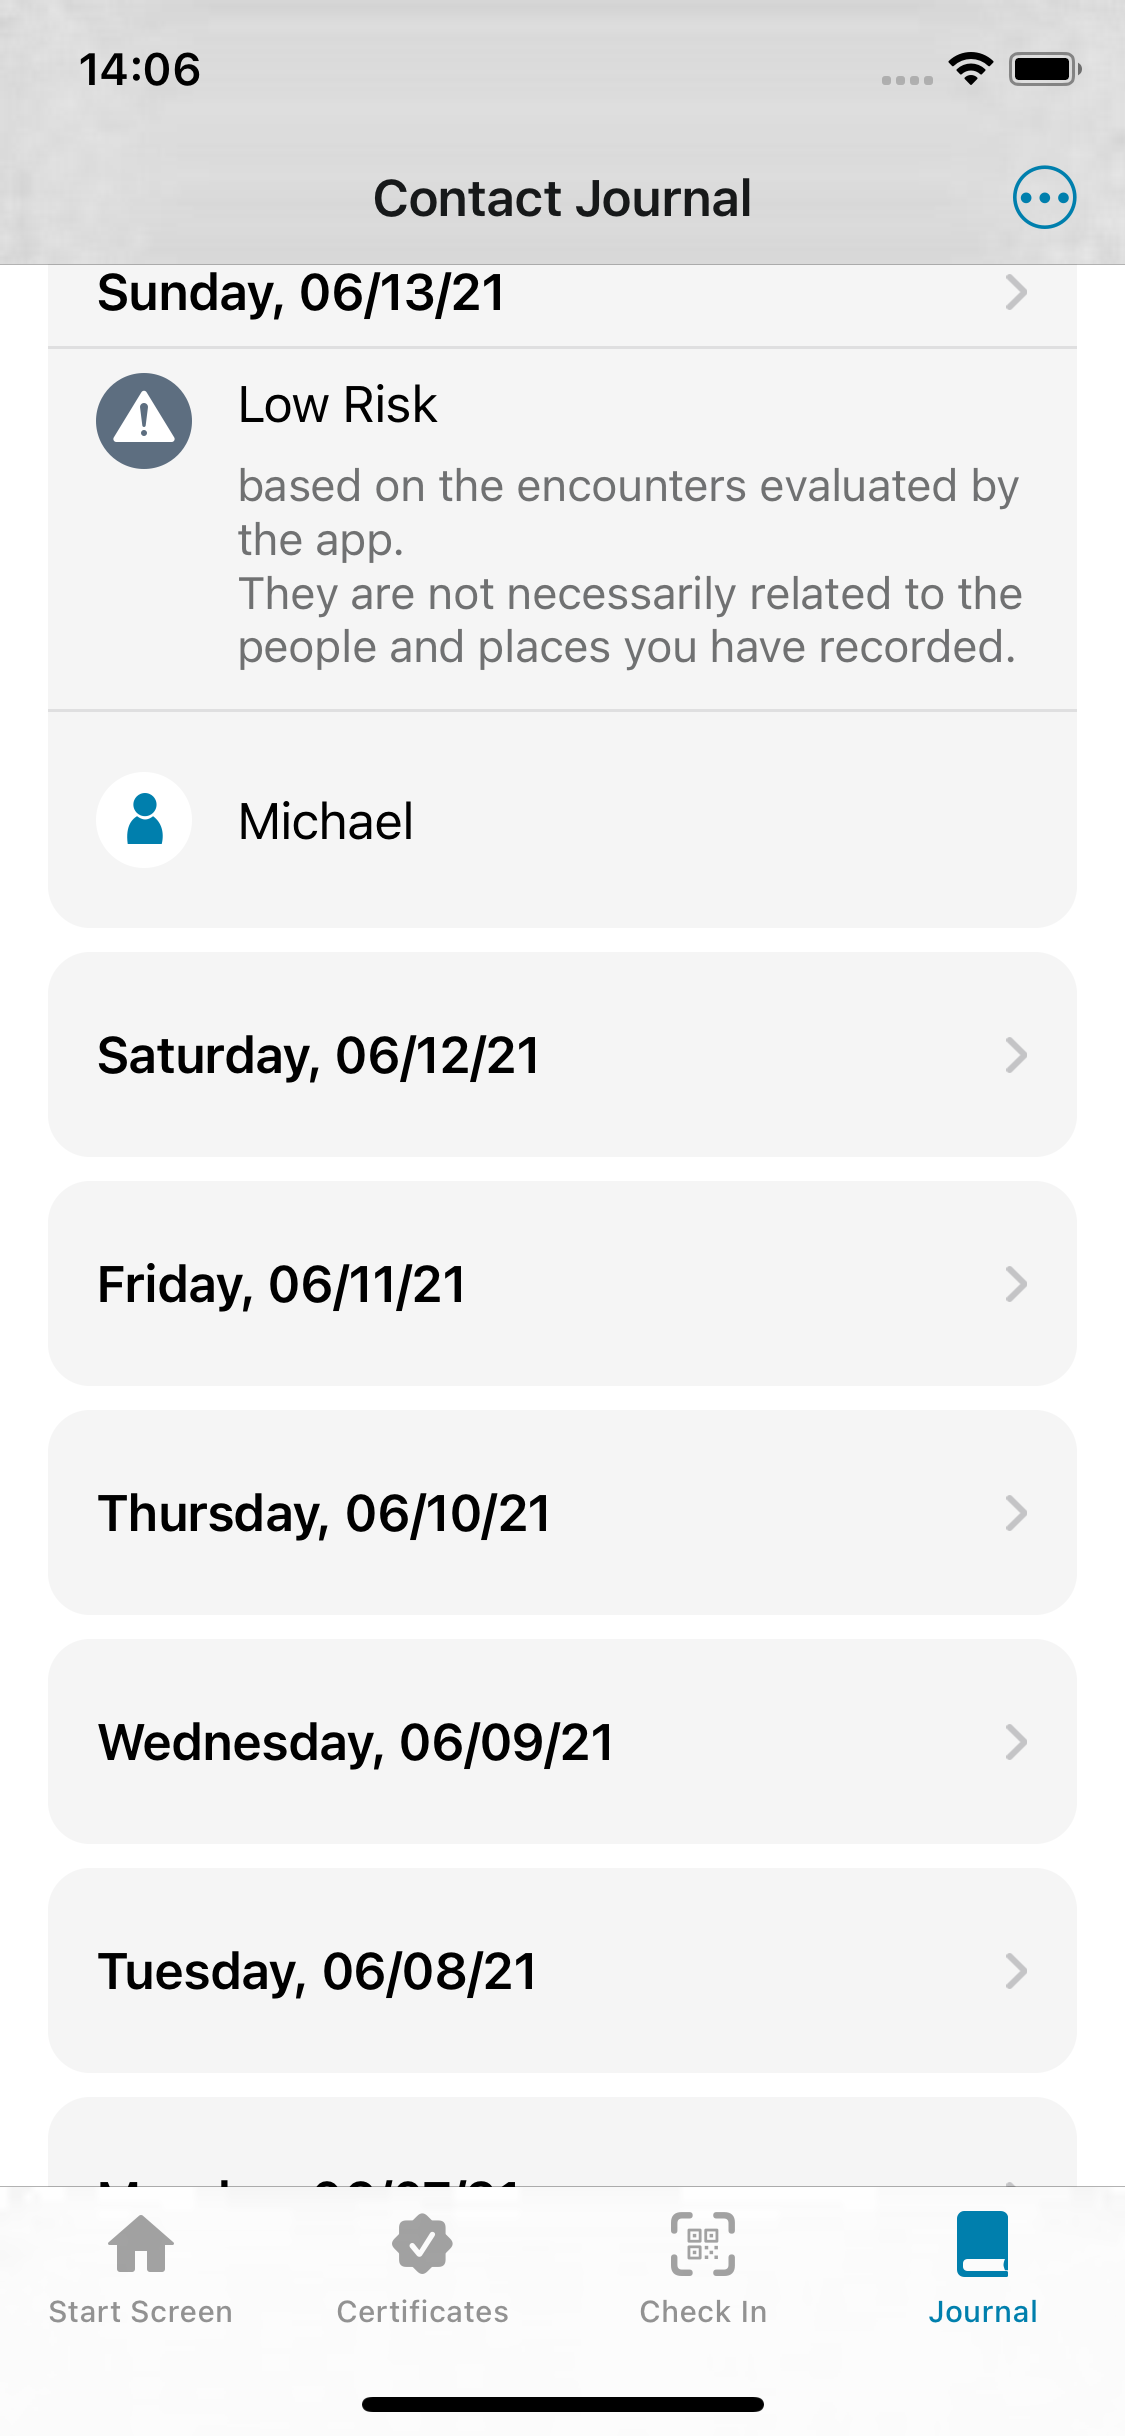 14:06
Contact Journal
Sunday, 06/13/21
Low Risk
based on the encounters evaluated by
the app.
They are not necessarily related to the
people and places you have recorded.
Michael
Saturday, 06/12/21
Friday, 06/11/21
Thursday, 06/10/21
Wednesday, 06/09/21
Tuesday, 06/08/21
Start Screen
Certificates
Check In
Journal